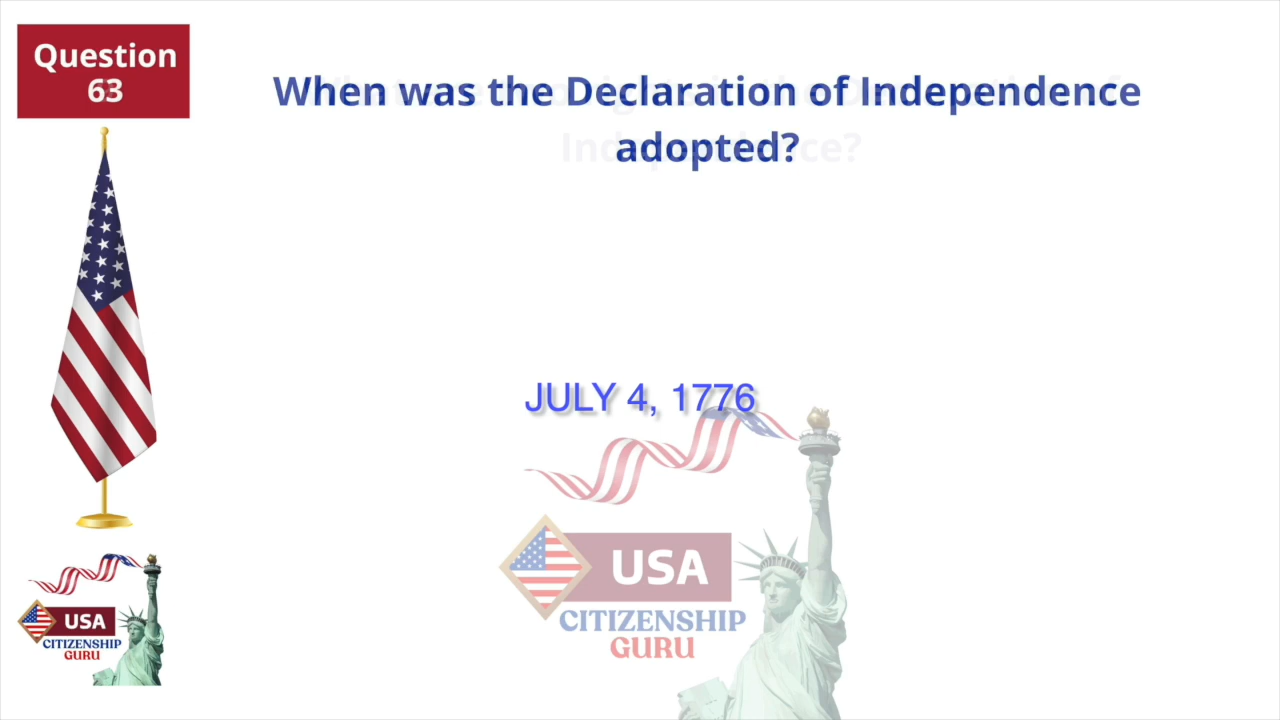 Question
63
When was the Declaration of Independence
adopted?
JULY 4, 1776
USA
CITIZENSHIP
GURU
USA
CITIZENSHIP
GURU